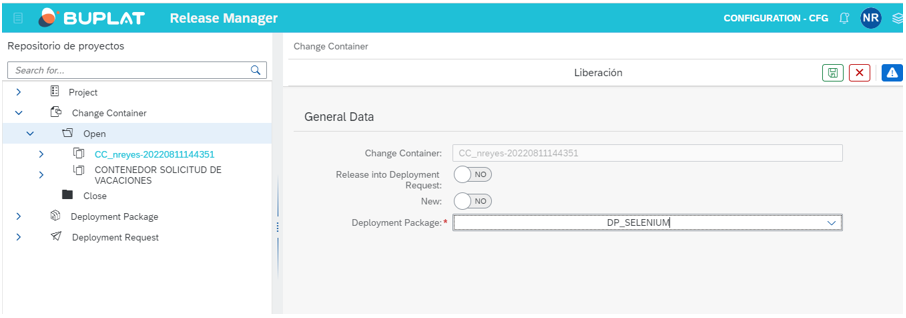 BUPLAT Release Manager CONFIGURATION - CFG NR
Repositorio de proyectos
Search for...
Project
Change Container
Open
CC_nreyes-20220811144351
CONTENEDOR SOLICITUD DE
VACACIONES
Close
Deployment Package
Deployment Request
Change Container
Liberación
General Data
Change Container: CC_nreyes-20220811144351
Release into Deployment
Request: NO
New: NO
Deployment Package:* DP_SELENIUM